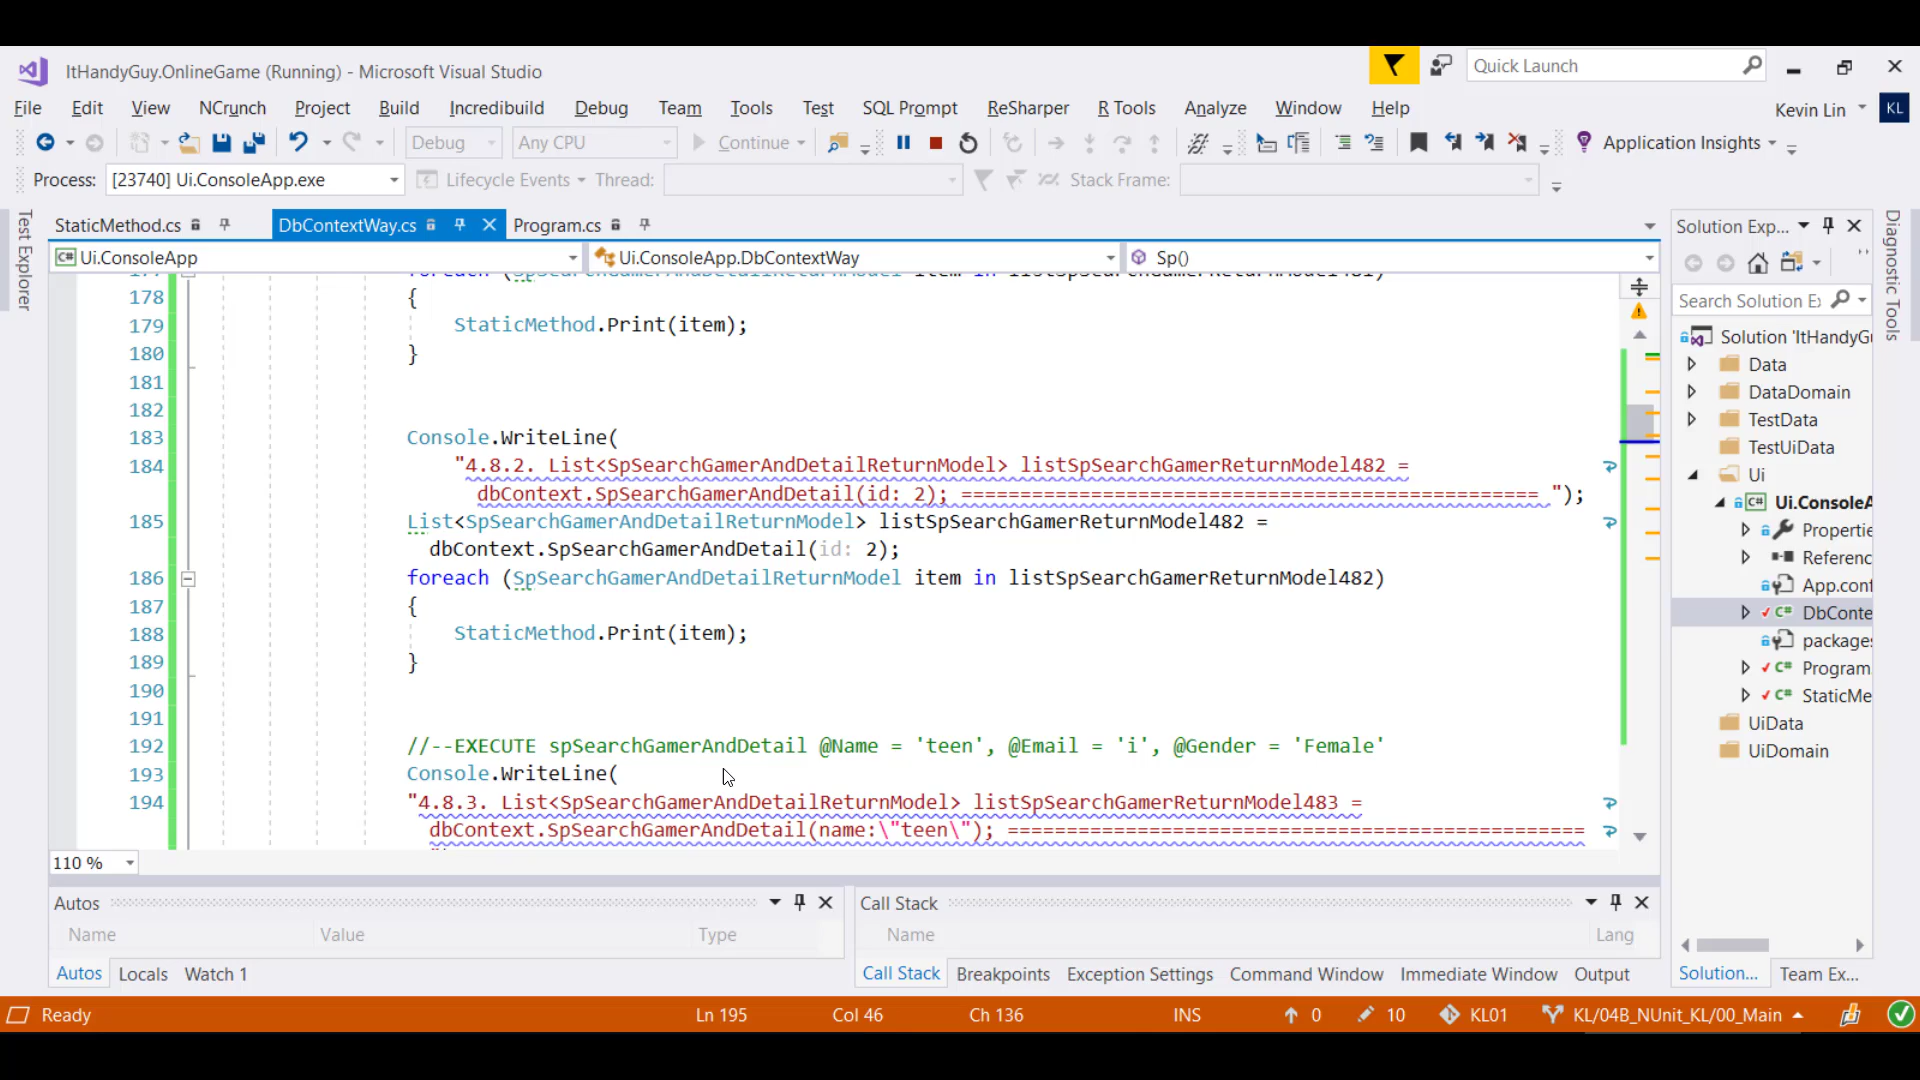 ItHandyGuy.OnlineGame (Running) - Microsoft Visual Studio
Quick Launch
File Edit View NCrunch Project Build Incredibuild Debug Team Tools Test SQL Prompt ReSharper R Tools Analyze Window Help
Kevin Lin KL
Debug Any CPU Continue Application Insights
Process: [23740] Ui.ConsoleApp.exe Lifecycle Events Thread: Stack Frame:
Test Explorer
StaticMethod.cs DbContextWay.cs Program.cs
Ui.ConsoleApp Ui.ConsoleApp.DbContextWay Sp()
177 foreach (SpSearchGamerAndDetailReturnModel item in listSpSearchGamerReturnModel481)
178 {
179 StaticMethod.Print(item);
180 }
181
182
183 Console.WriteLine(
184 "4.8.2. List<SpSearchGamerAndDetailReturnModel> listSpSearchGamerReturnModel482 =
dbContext.SpSearchGamerAndDetail(id: 2); ================================================= ");
185 List<SpSearchGamerAndDetailReturnModel> listSpSearchGamerReturnModel482 =
dbContext.SpSearchGamerAndDetail(id: 2);
186 foreach (SpSearchGamerAndDetailReturnModel item in listSpSearchGamerReturnModel482)
187 {
188 StaticMethod.Print(item);
189 }
190
191
192 //--EXECUTE spSearchGamerAndDetail @Name = 'teen', @Email = 'i', @Gender = 'Female'
193 Console.WriteLine(
194 "4.8.3. List<SpSearchGamerAndDetailReturnModel> listSpSearchGamerReturnModel483 =
dbContext.SpSearchGamerAndDetail(name:\"teen\"); =================================================
110 %
Solution Exp...
Search Solution E
Solution 'ItHandyG
Data
DataDomain
TestData
TestUiData
Ui
Ui.ConsoleA
Propertie
Referenc
App.conf
DbConte
packages
Program
StaticMe
UiData
UiDomain
Solution... Team Ex...
Diagnostic Tools
Autos
Name Value Type
Autos Locals Watch 1
Call Stack
Name Lang
Call Stack Breakpoints Exception Settings Command Window Immediate Window Output
Ready Ln 195 Col 46 Ch 136 INS 0 10 KL01 KL/04B_NUnit_KL/00_Main